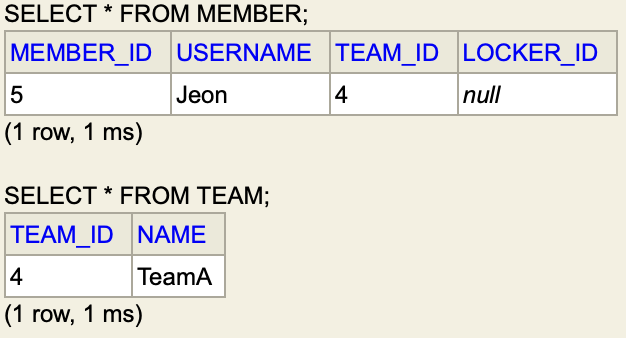 SELECT * FROM MEMBER;
MEMBER_ID USERNAME TEAM_ID LOCKER_ID
5 Jeon 4 null
(1 row, 1 ms)
SELECT * FROM TEAM;
TEAM_ID NAME
4 TeamA
(1 row, 1 ms)